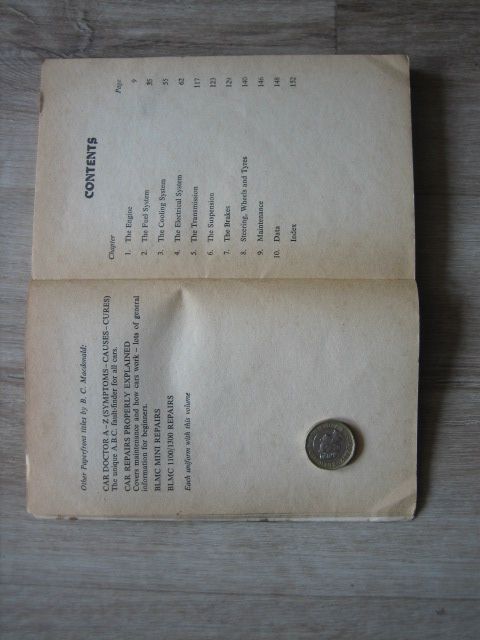 Other Paperfront titles by B. C. Macdonald:
CAR DOCTOR A–Z (SYMPTOMS–CAUSES–CURES)
The unique A.B.C. fault-finder for all cars.
CAR REPAIRS PROPERLY EXPLAINED
Covers maintenance and how cars work – lots of general
information for beginners.
BLMC MINI REPAIRS
BLMC 1100/1300 REPAIRS
Each uniform with this volume
CONTENTS
Chapter Page
1. The Engine 9
2. The Fuel System 35
3. The Cooling System 55
4. The Electrical System 62
5. The Transmission 117
6. The Suspension 123
7. The Brakes 129
8. Steering, Wheels and Tyres 140
9. Maintenance 146
10. Data 148
Index 152